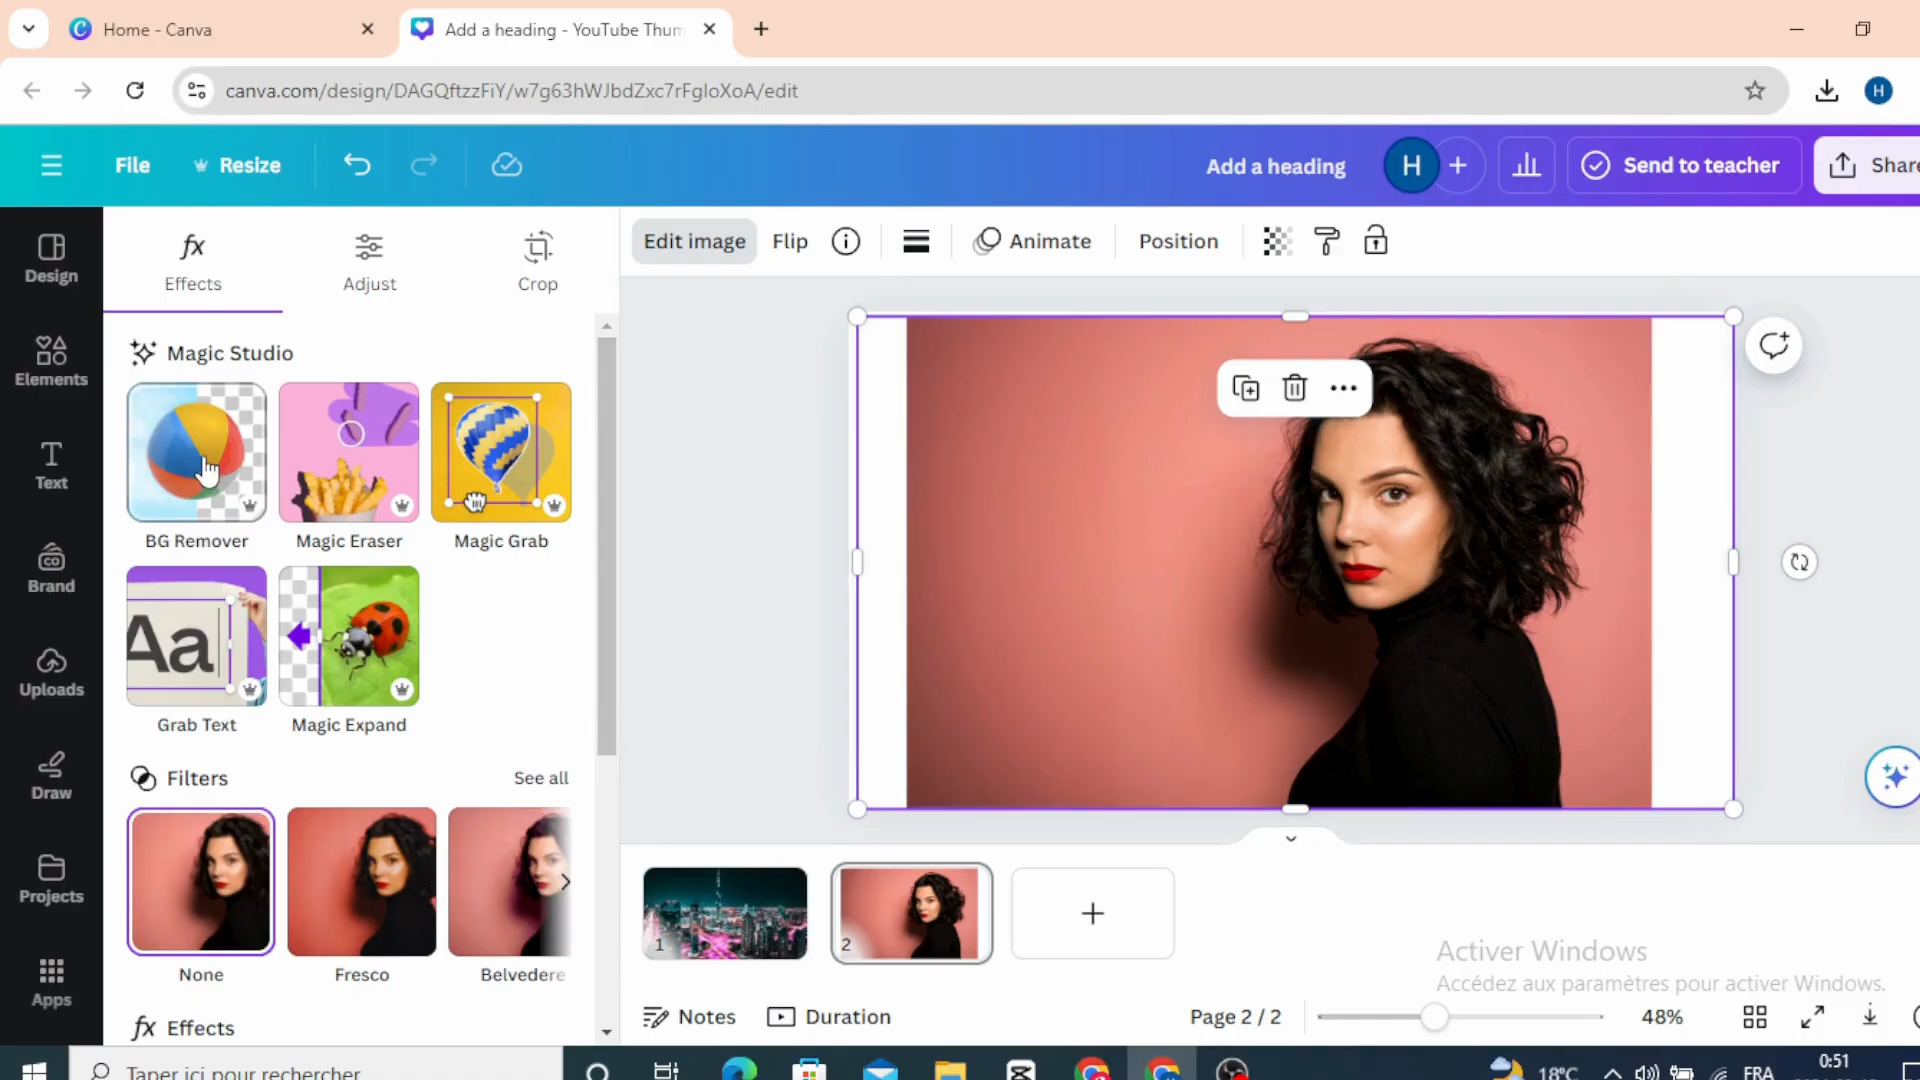 Home - Canva
Add a heading - YouTube Thum
canva.com/design/DAGQftzzFiY/w7g63hWJbdZxc7rFgloXoA/edit
H
File
Resize
Add a heading
H
Send to teacher
Share
Design
Elements
Text
Brand
Uploads
Draw
Projects
Apps
fx
Effects
Adjust
Crop
Edit image
Flip
Animate
Position
Magic Studio
BG Remover
Magic Eraser
Magic Grab
Aa
Grab Text
Magic Expand
Filters
See all
None
Fresco
Belvedere
fx Effects
1
2
Activer Windows
Accédez aux paramètres pour activer Windows.
Notes
Duration
Page 2 / 2
48%
Taper ici pour rechercher
18°C
FRA
0:51